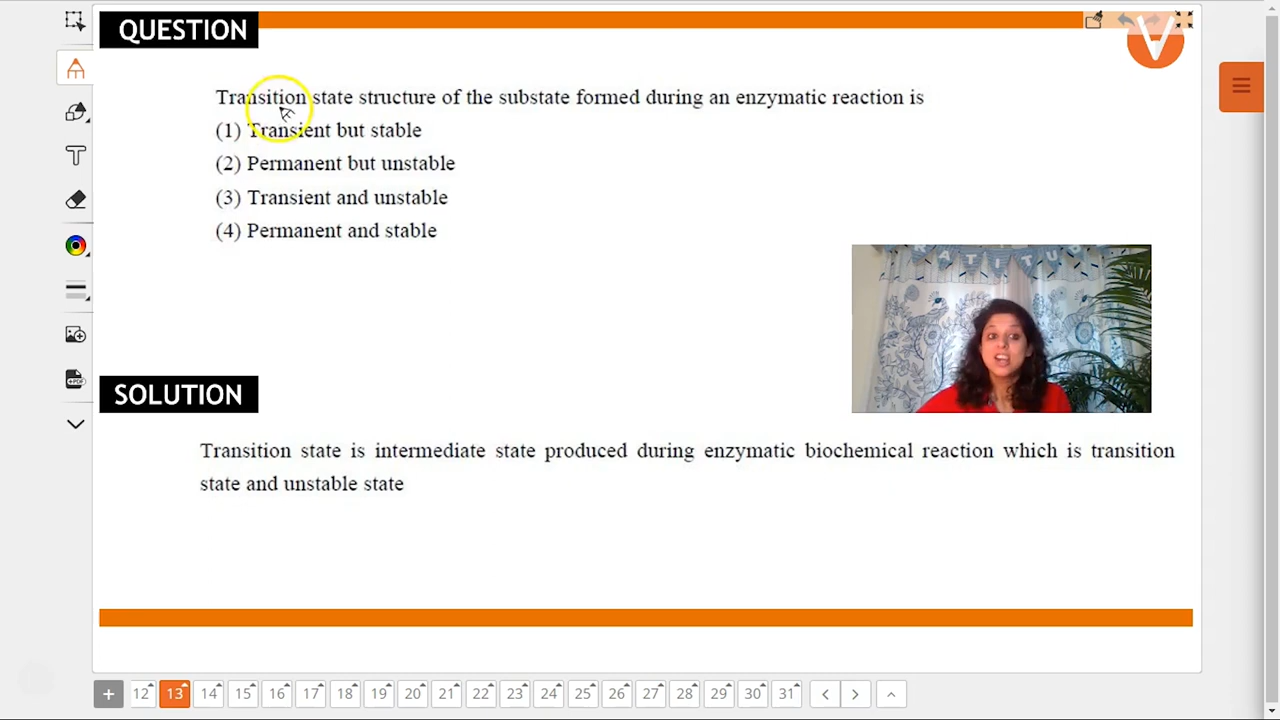 QUESTION
Transition state structure of the substate formed during an enzymatic reaction is
(1) Transient but stable
(2) Permanent but unstable
(3) Transient and unstable
(4) Permanent and stable
RATITUD
SOLUTION
Transition state is intermediate state produced during enzymatic biochemical reaction which is transition
state and unstable state
T
+PDF
+ 12 13 14 15 16 17 18 19 20 21 22 23 24 25 26 27 28 29 30 31